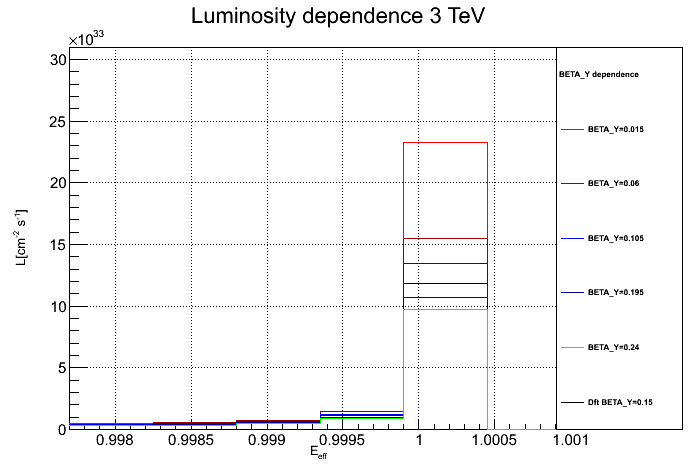 Luminosity dependence 3 TeV
×10^33
30
25
20
15
10
5
0
L[cm^-2 s^-1]
0.998 0.9985 0.999 0.9995 1 1.0005 1.001
E_eff
BETA_Y dependence
BETA_Y=0.015
BETA_Y=0.06
BETA_Y=0.105
BETA_Y=0.195
BETA_Y=0.24
Dft BETA_Y=0.15